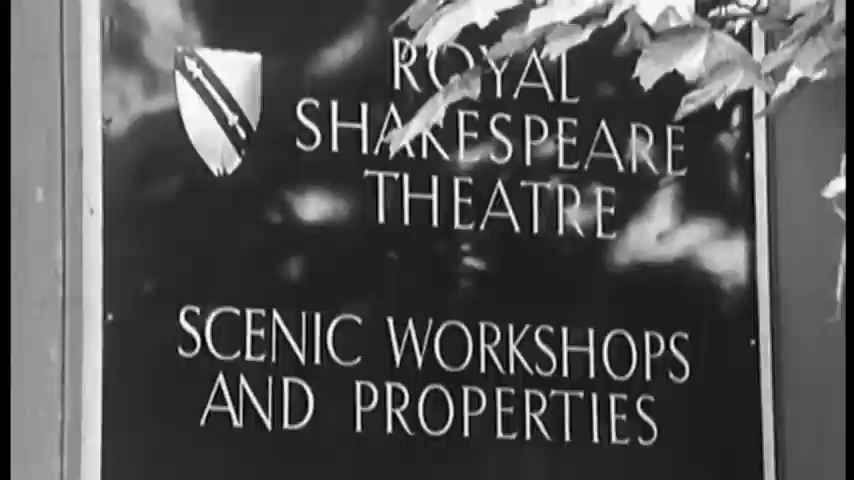 ROYAL
SHAKESPEARE
THEATRE
SCENIC WORKSHOPS
AND PROPERTIES